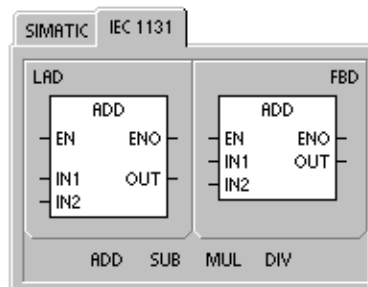 SIMATIC IEC 1131
LAD FBD
ADD ADD
EN ENO EN ENO
IN1 OUT IN1 OUT
IN2 IN2
ADD SUB MUL DIV